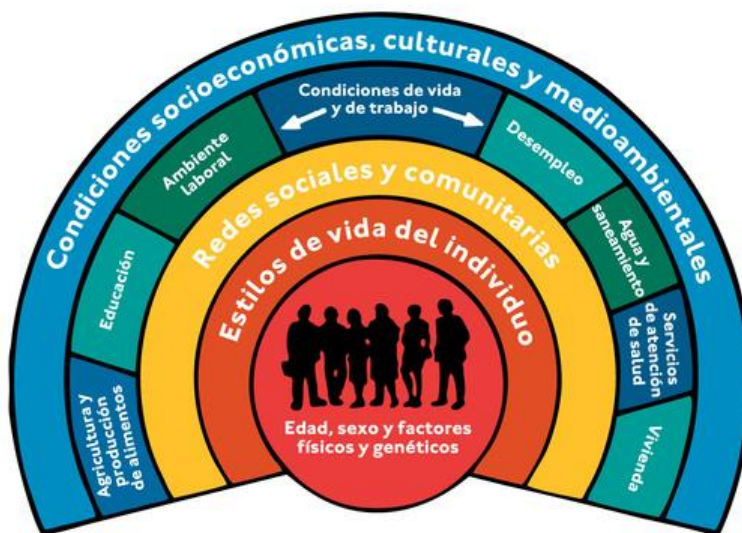 Condiciones socioeconómicas, culturales y medioambientales
Condiciones de vida
y de trabajo
Agricultura y
producción
de alimentos
Educación
Ambiente
laboral
Desempleo
Agua y
saneamiento
Servicios
de atención
de salud
Vivienda
Redes sociales y comunitarias
Estilos de vida del individuo
Edad, sexo y factores
físicos y genéticos